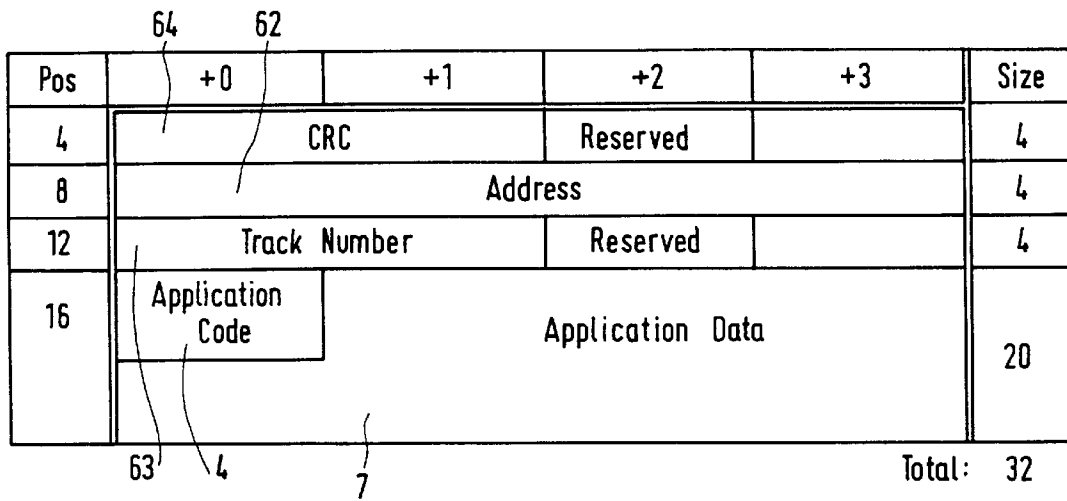 64 62
Pos +0 +1 +2 +3 Size
4 CRC Reserved 4
8 Address 4
12 Track Number Reserved 4
16 Application Code Application Data 20
63 4 7 Total: 32